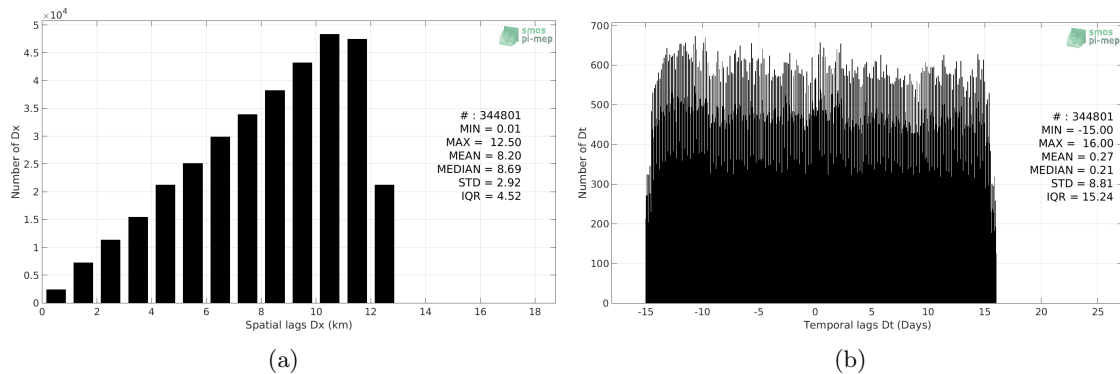 ×10⁴
5
4.5
4
3.5
3
2.5
2
1.5
1
0.5
0
Number of Dx
0 2 4 6 8 10 12 14 16 18
Spatial lags Dx (km)
smos
pi-mep
# : 344801
MIN = 0.01
MAX = 12.50
MEAN = 8.20
MEDIAN = 8.69
STD = 2.92
IQR = 4.52
(a)
700
600
500
400
300
200
100
0
Number of Dt
-15 -10 -5 0 5 10 15 20 25
Temporal lags Dt (Days)
smos
pi-mep
# : 344801
MIN = -15.00
MAX = 16.00
MEAN = 0.27
MEDIAN = 0.21
STD = 8.81
IQR = 15.24
(b)